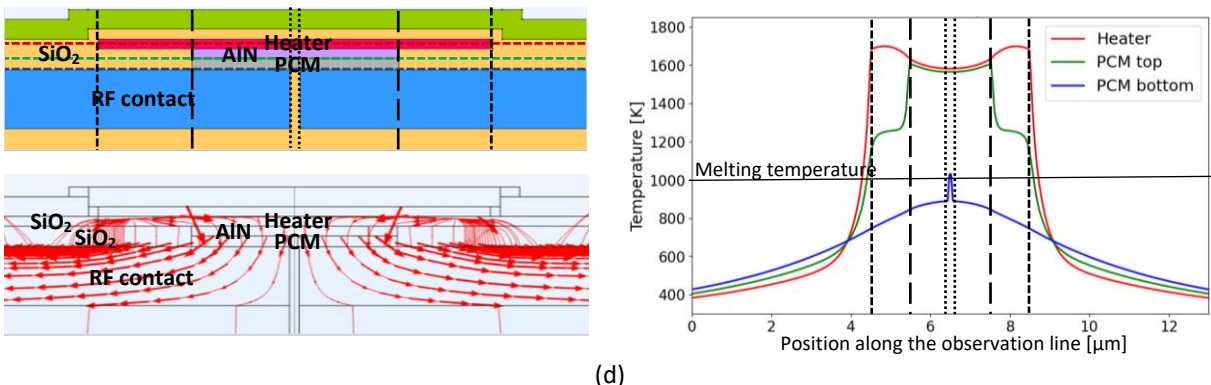 Heater
SiO2 AlN
PCM
RF contact
SiO2 Heater
SiO2 AlN
PCM
RF contact
Temperature [K]
1800
1600
1400
1200
1000
800
600
400
Melting temperature
Heater
PCM top
PCM bottom
0 2 4 6 8 10 12
Position along the observation line [μm]
(d)